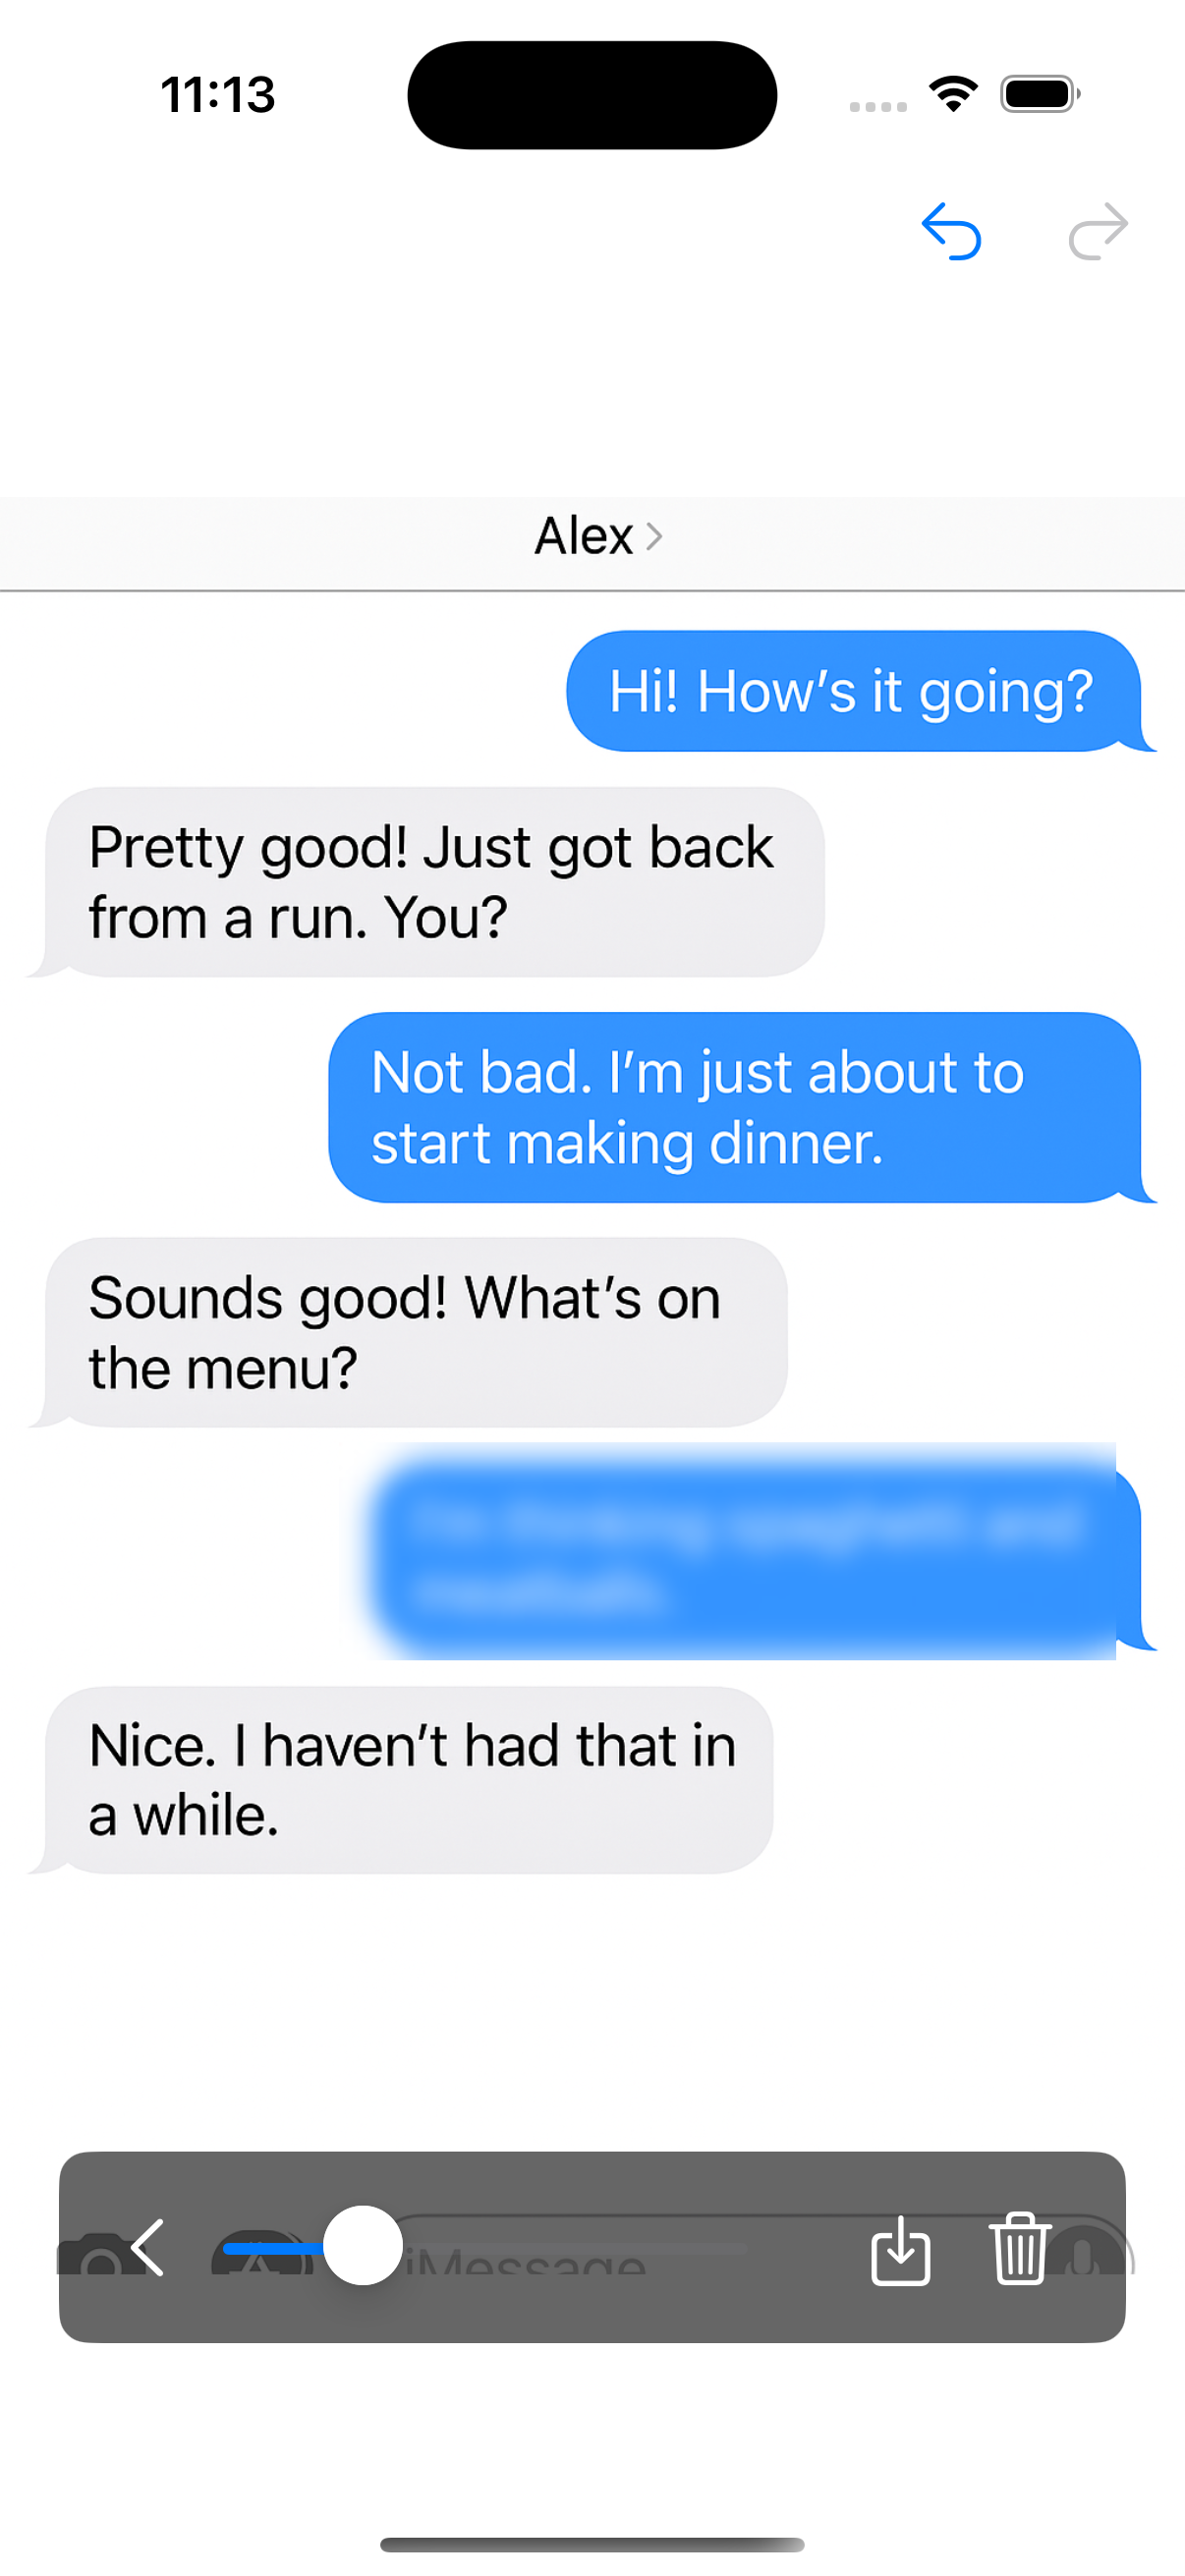 11:13
Alex
Hi! How’s it going?
Pretty good! Just got back
from a run. You?
Not bad. I’m just about to
start making dinner.
Sounds good! What’s on
the menu?
Nice. I haven’t had that in
a while.
iMessage